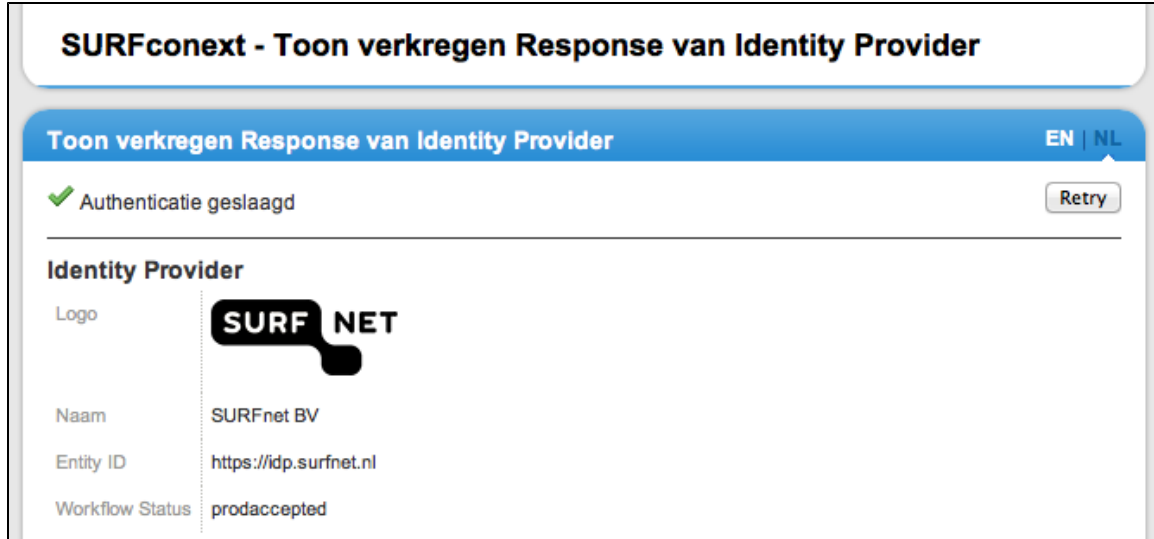 SURFconext - Toon verkregen Response van Identity Provider
Toon verkregen Response van Identity Provider EN | NL
Authenticatie geslaagd Retry
Identity Provider
Logo SURF NET
Naam SURFnet BV
Entity ID https://idp.surfnet.nl
Workflow Status prodaccepted